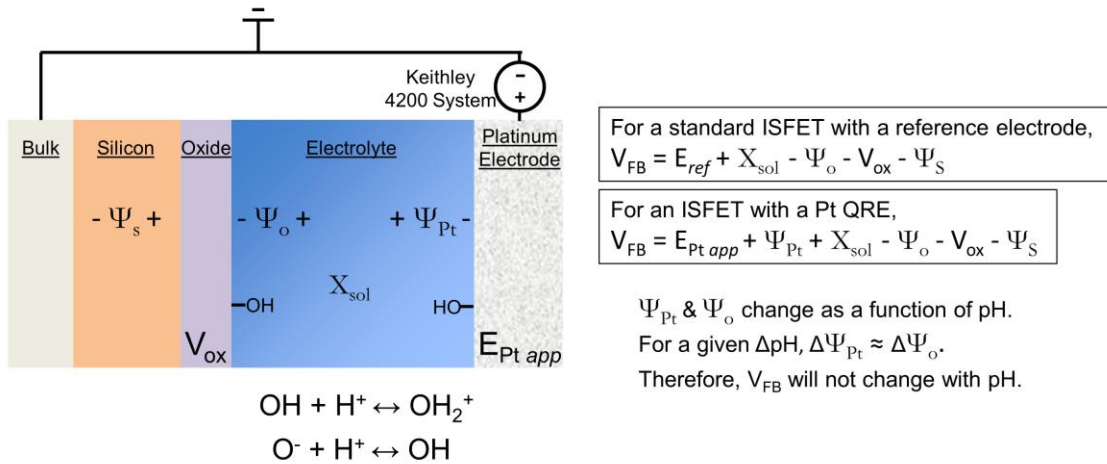 Keithley
4200 System
-
+
Bulk
Silicon
Oxide
Electrolyte
Platinum
Electrode
- Ψs +
- Ψo +
+ ΨPt -
Xsol
-OH
HO-
Vox
EPt app
OH + H⁺ ↔ OH₂⁺
O⁻ + H⁺ ↔ OH
For a standard ISFET with a reference electrode,
VFB = Eref + Xsol - Ψo - Vox - ΨS
For an ISFET with a Pt QRE,
VFB = EPt app + ΨPt + Xsol - Ψo - Vox - ΨS
ΨPt & Ψo change as a function of pH.
For a given ΔpH, ΔΨPt ≈ ΔΨo.
Therefore, VFB will not change with pH.